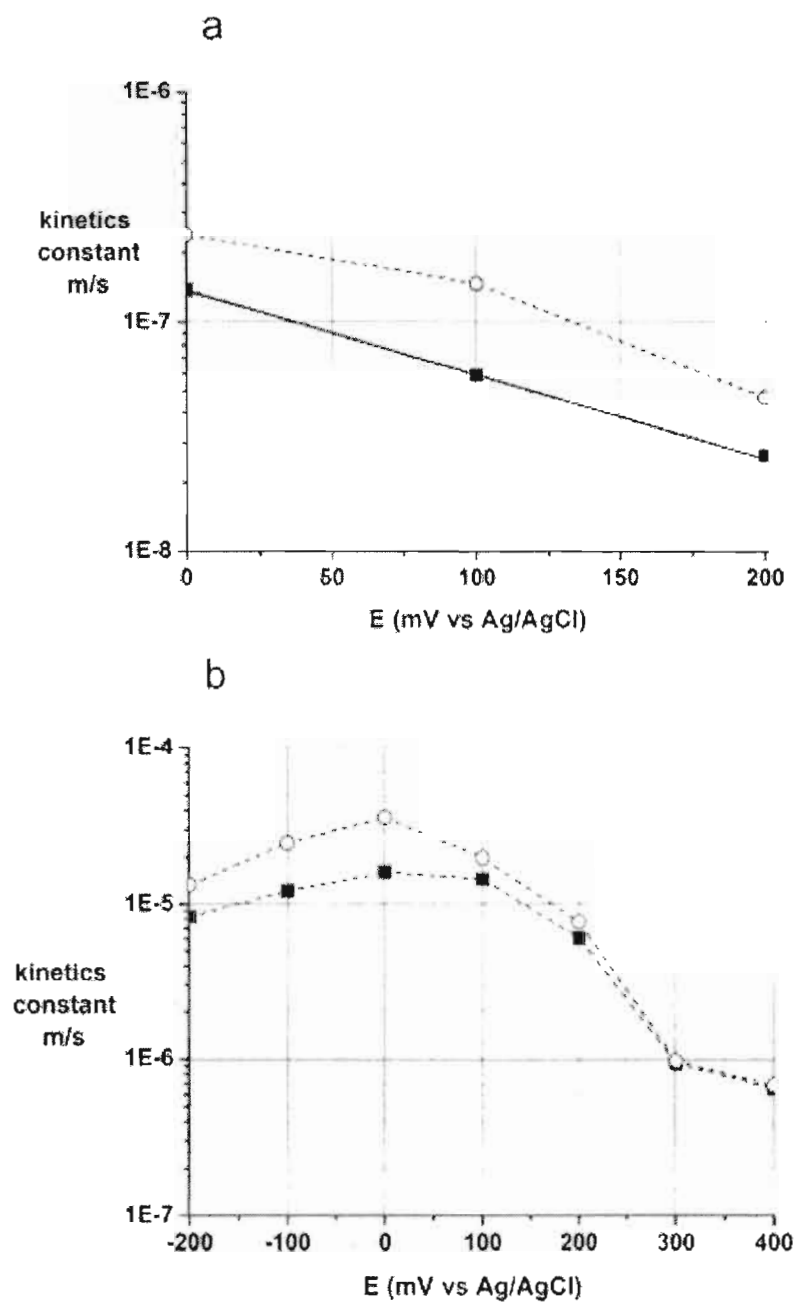 a
1E-6
kinetics
constant
m/s
1E-7
1E-8
0 50 100 150 200
E (mV vs Ag/AgCl)
b
1E-4
1E-5
kinetics
constant
m/s
1E-6
1E-7
-200 -100 0 100 200 300 400
E (mV vs Ag/AgCl)